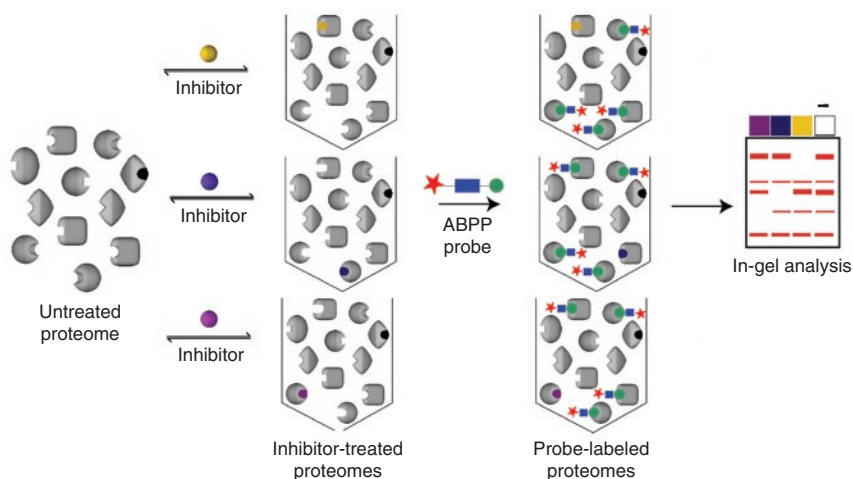 Inhibitor
Inhibitor
Inhibitor
Untreated
proteome
ABPP
probe
In-gel analysis
Inhibitor-treated
proteomes
Probe-labeled
proteomes